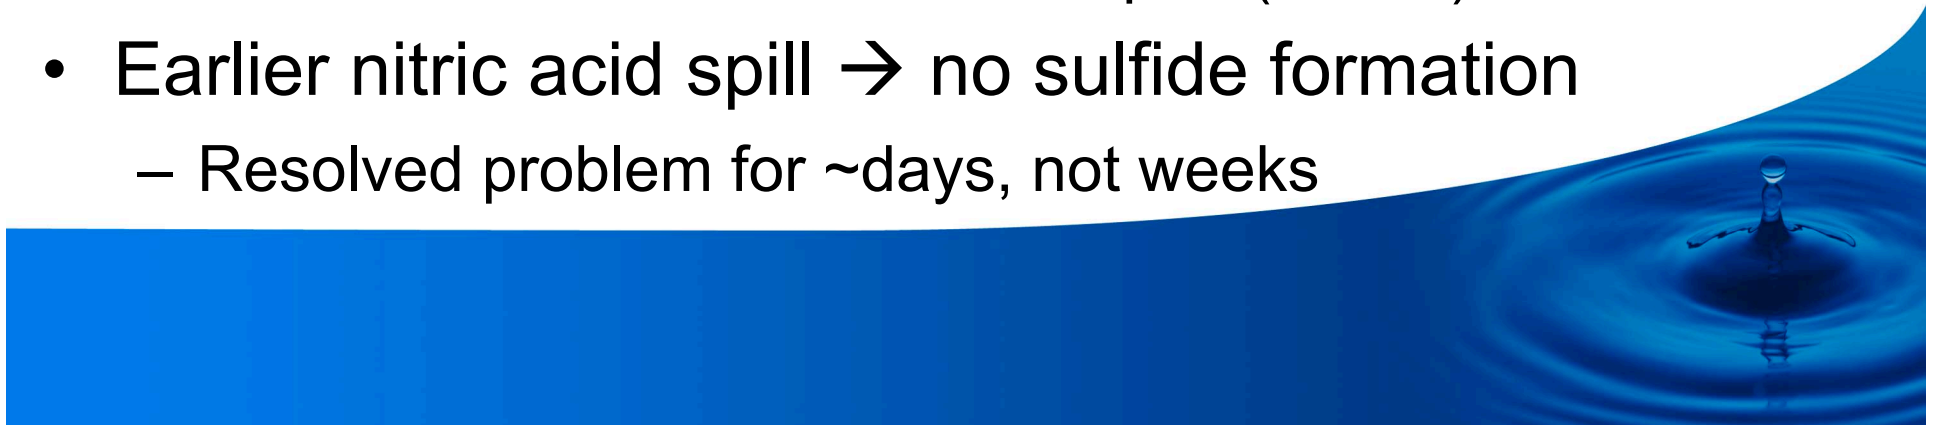 • Earlier nitric acid spill → no sulfide formation
– Resolved problem for ~days, not weeks